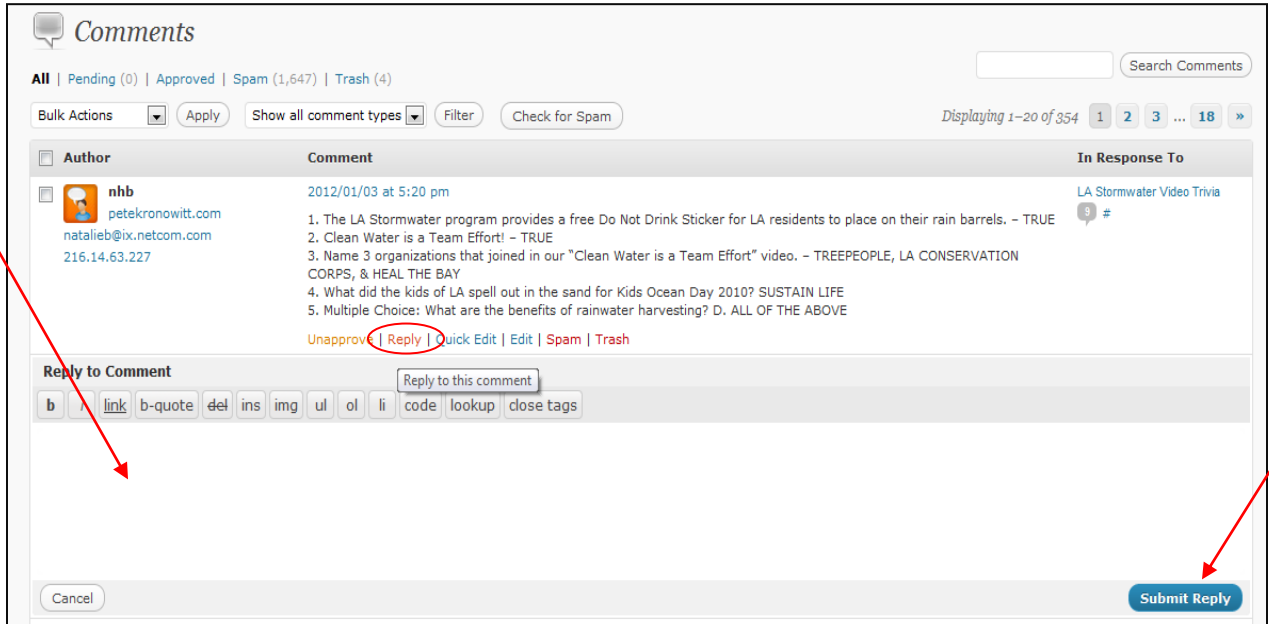 Comments
Search Comments
All | Pending (0) | Approved | Spam (1,647) | Trash (4)
Bulk Actions Apply Show all comment types Filter Check for Spam Displaying 1–20 of 354 1 2 3 ... 18 »
Author Comment In Response To
nhb 2012/01/03 at 5:20 pm LA Stormwater Video Trivia
petekronowitt.com 9 #
natalieb@ix.netcom.com
216.14.63.227
1. The LA Stormwater program provides a free Do Not Drink Sticker for LA residents to place on their rain barrels. – TRUE
2. Clean Water is a Team Effort! – TRUE
3. Name 3 organizations that joined in our “Clean Water is a Team Effort” video. – TREEPEOPLE, LA CONSERVATION
CORPS, & HEAL THE BAY
4. What did the kids of LA spell out in the sand for Kids Ocean Day 2010? SUSTAIN LIFE
5. Multiple Choice: What are the benefits of rainwater harvesting? D. ALL OF THE ABOVE
Unapprove | Reply | Quick Edit | Edit | Spam | Trash
Reply to Comment
Reply to this comment
b i link b-quote del ins img ul ol li code lookup close tags
Cancel Submit Reply